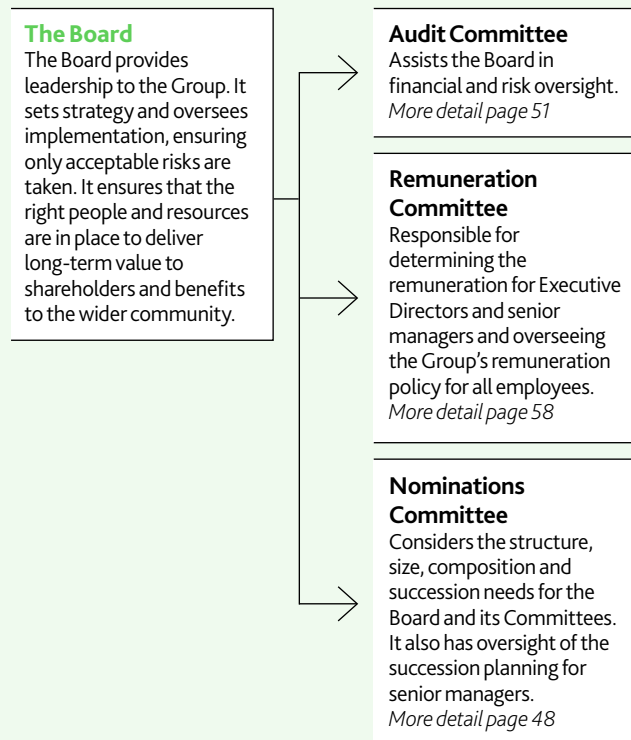 The Board
The Board provides
leadership to the Group. It
sets strategy and oversees
implementation, ensuring
only acceptable risks are
taken. It ensures that the
right people and resources
are in place to deliver
long-term value to
shareholders and benefits
to the wider community.
Audit Committee
Assists the Board in
financial and risk oversight.
More detail page 51
Remuneration
Committee
Responsible for
determining the
remuneration for Executive
Directors and senior
managers and overseeing
the Group’s remuneration
policy for all employees.
More detail page 58
Nominations
Committee
Considers the structure,
size, composition and
succession needs for the
Board and its Committees.
It also has oversight of the
succession planning for
senior managers.
More detail page 48